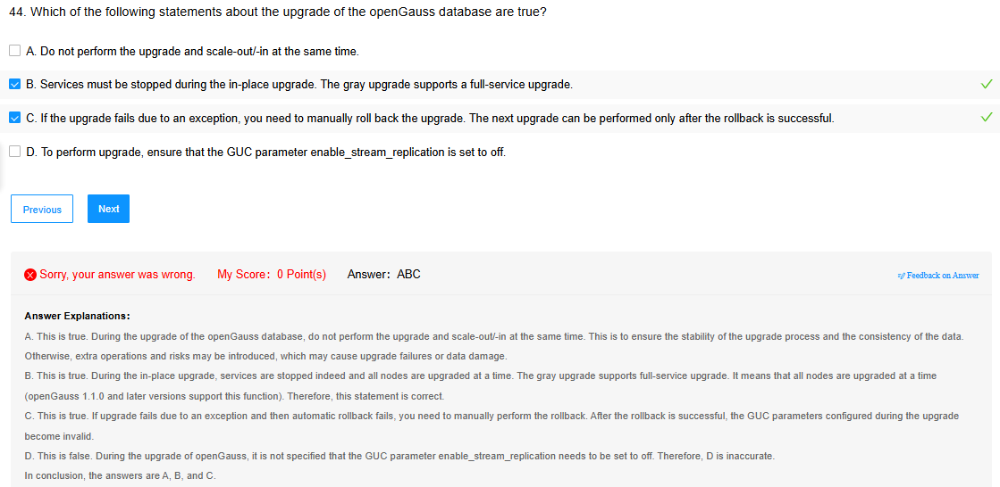 44. Which of the following statements about the upgrade of the openGauss database are true?
A. Do not perform the upgrade and scale-out/-in at the same time.
B. Services must be stopped during the in-place upgrade. The gray upgrade supports a full-service upgrade.
C. If the upgrade fails due to an exception, you need to manually roll back the upgrade. The next upgrade can be performed only after the rollback is successful.
D. To perform upgrade, ensure that the GUC parameter enable_stream_replication is set to off.
Previous Next
Sorry, your answer was wrong. My Score: 0 Point(s) Answer: ABC Feedback on Answer
Answer Explanations:
A. This is true. During the upgrade of the openGauss database, do not perform the upgrade and scale-out/-in at the same time. This is to ensure the stability of the upgrade process and the consistency of the data.
Otherwise, extra operations and risks may be introduced, which may cause upgrade failures or data damage.
B. This is true. During the in-place upgrade, services are stopped indeed and all nodes are upgraded at a time. The gray upgrade supports full-service upgrade. It means that all nodes are upgraded at a time
(openGauss 1.1.0 and later versions support this function). Therefore, this statement is correct.
C. This is true. If upgrade fails due to an exception and then automatic rollback fails, you need to manually perform the rollback. After the rollback is successful, the GUC parameters configured during the upgrade
become invalid.
D. This is false. During the upgrade of openGauss, it is not specified that the GUC parameter enable_stream_replication needs to be set to off. Therefore, D is inaccurate.
In conclusion, the answers are A, B, and C.